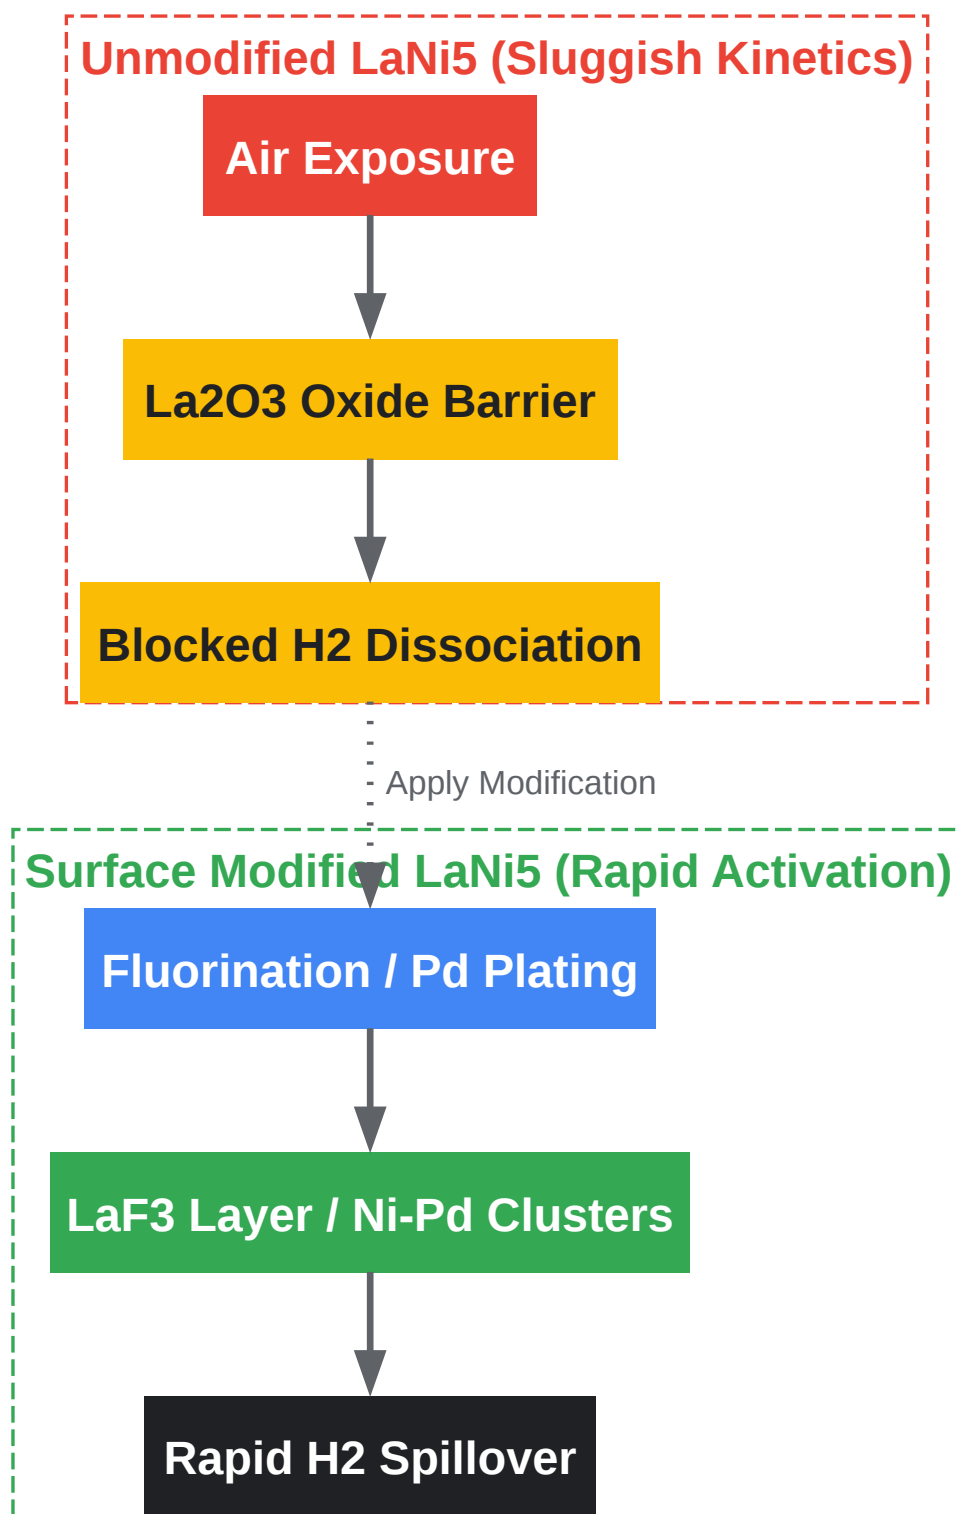 Unmodified LaNi5 (Sluggish Kinetics)
Air Exposure
La2O3 Oxide Barrier
Blocked H2 Dissociation
Apply Modification
Surface Modified LaNi5 (Rapid Activation)
Fluorination / Pd Plating
LaF3 Layer / Ni-Pd Clusters
Rapid H2 Spillover